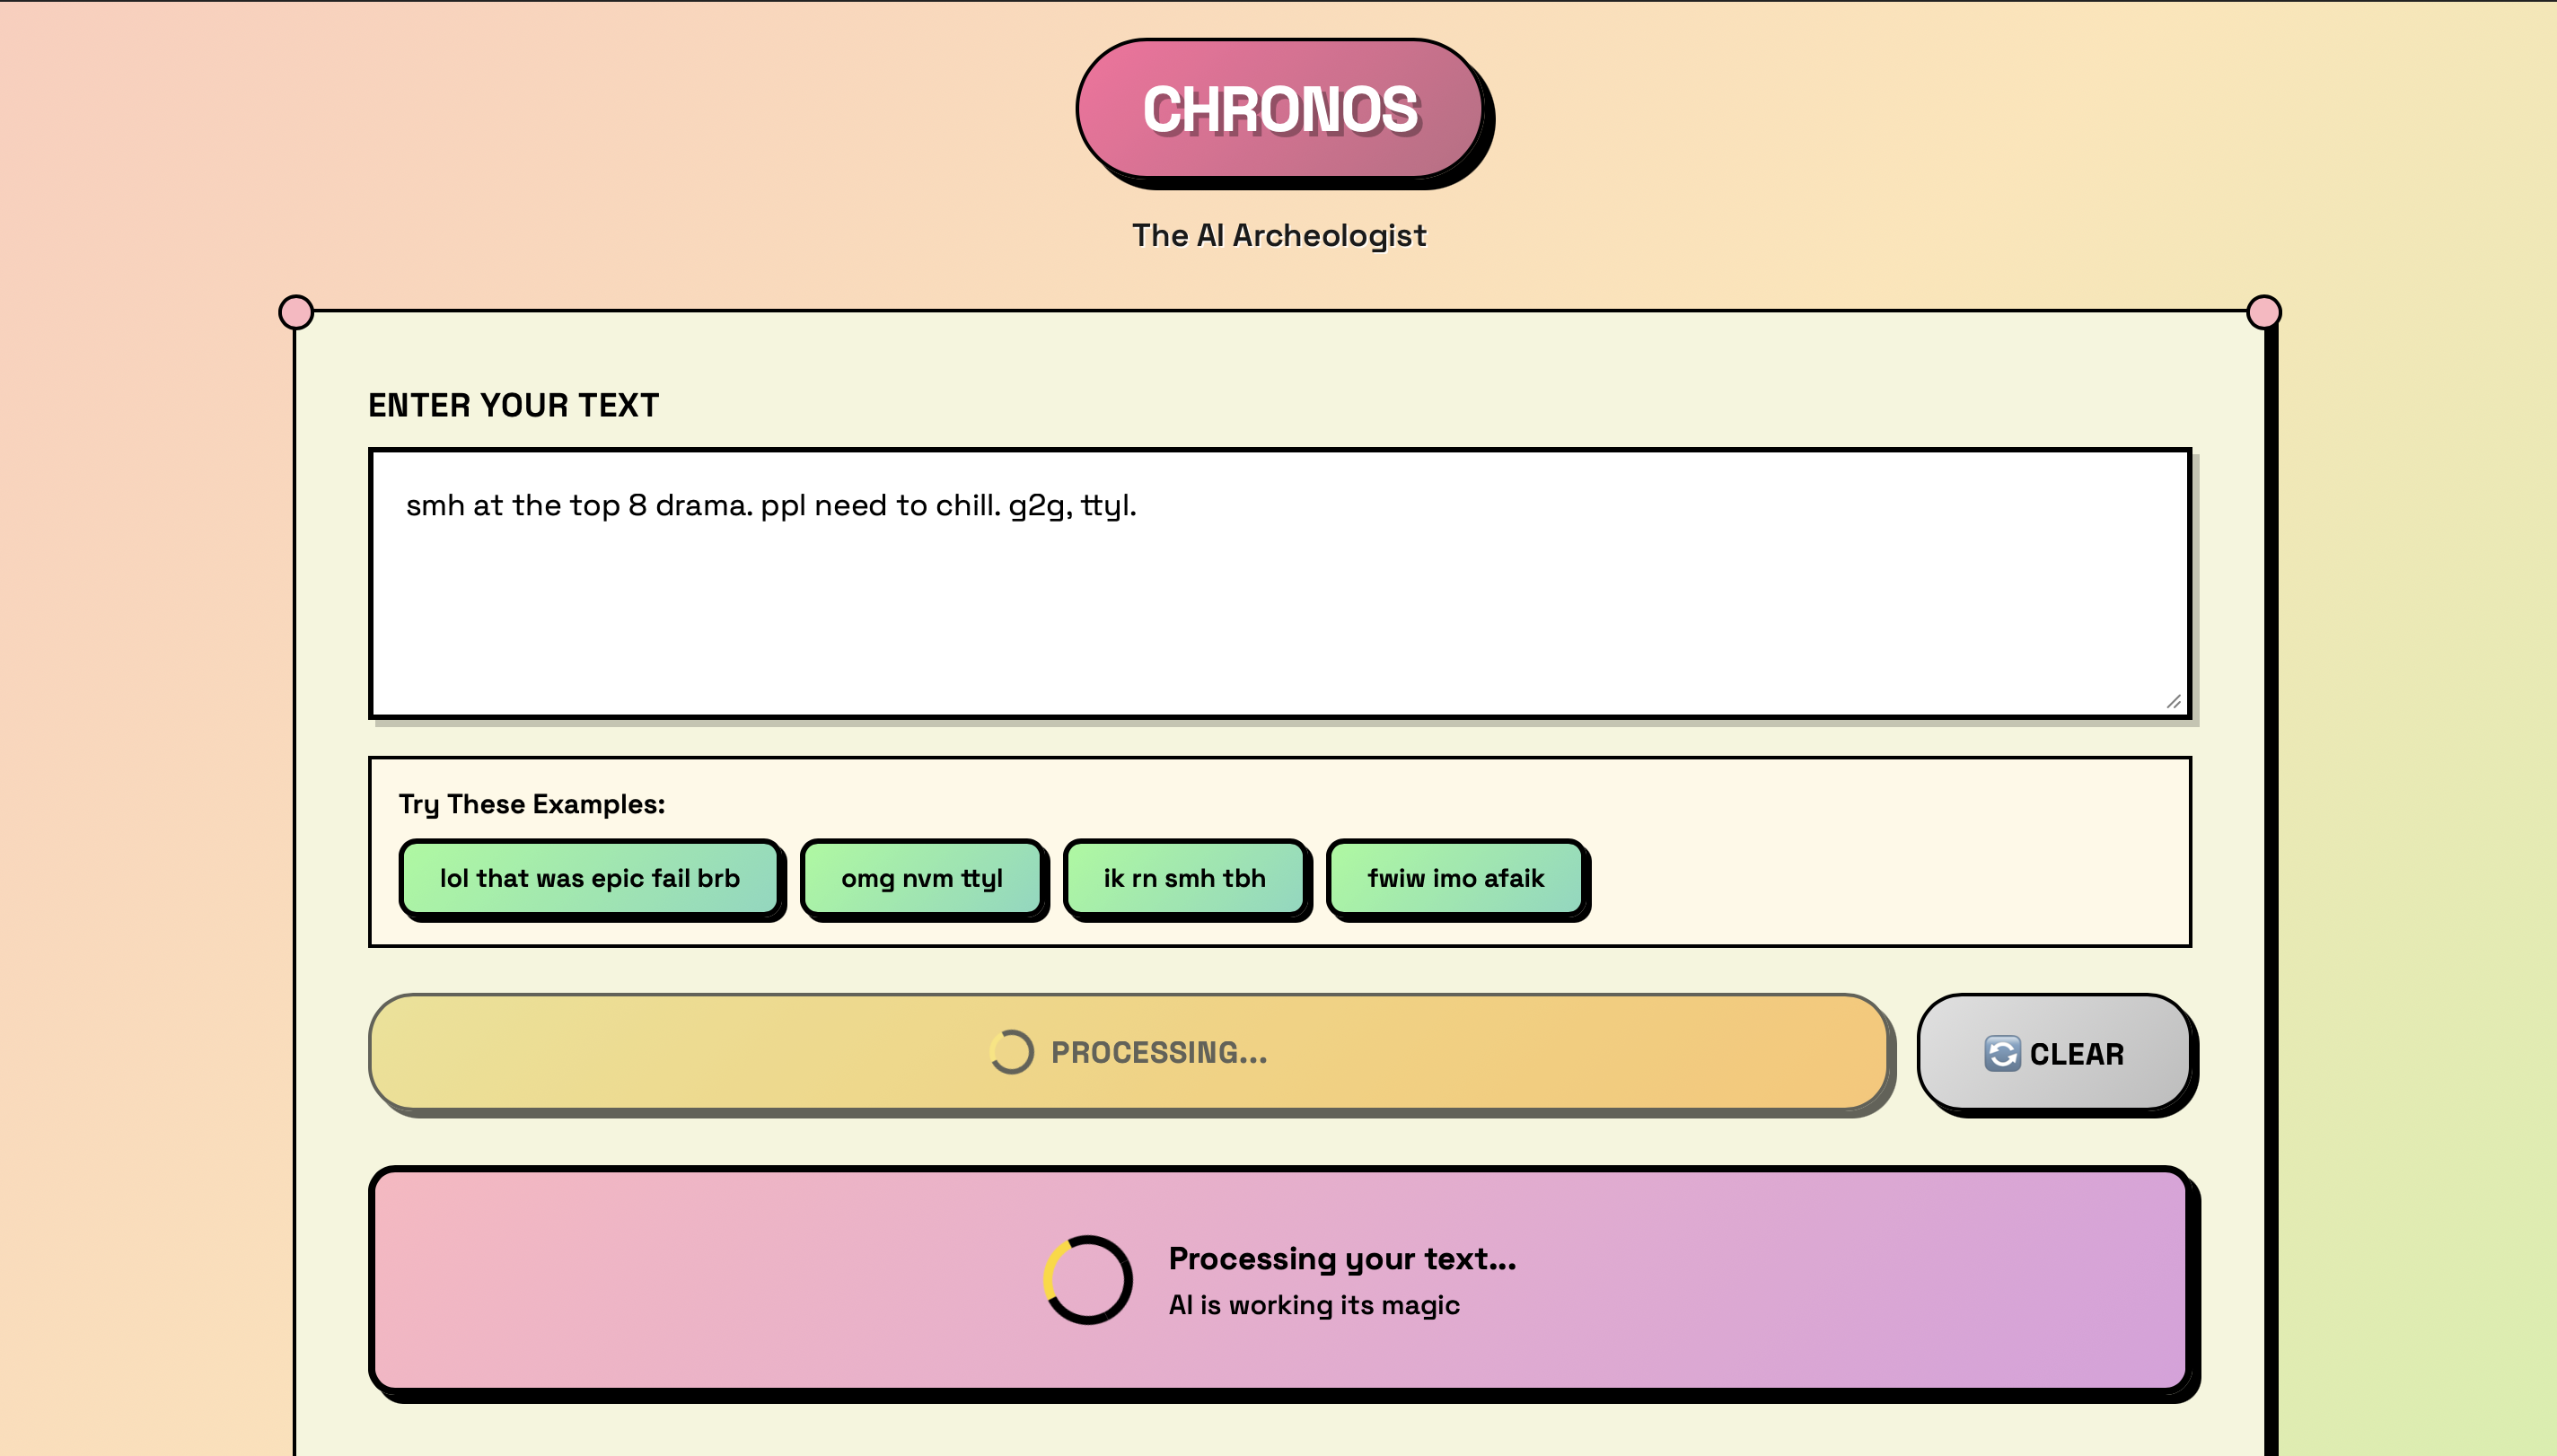 CHRONOS
The AI Archeologist
ENTER YOUR TEXT
smh at the top 8 drama. ppl need to chill. g2g, ttyl.
Try These Examples:
lol that was epic fail brb
omg nvm ttyl
ik rn smh tbh
fwiw imo afaik
PROCESSING...
CLEAR
Processing your text...
AI is working its magic